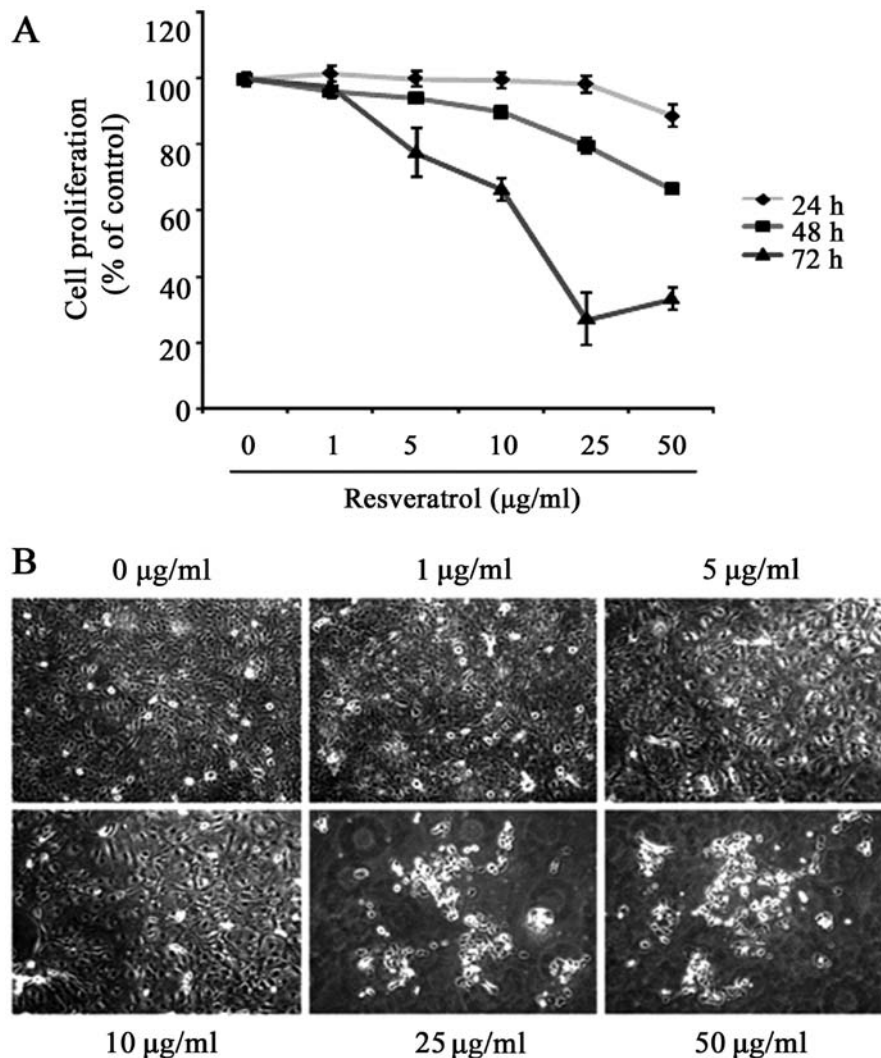 A
Cell proliferation
(% of control)
120
100
80
60
40
20
0
0 1 5 10 25 50
Resveratrol (μg/ml)
24 h
48 h
72 h
B
0 μg/ml 1 μg/ml 5 μg/ml
10 μg/ml 25 μg/ml 50 μg/ml